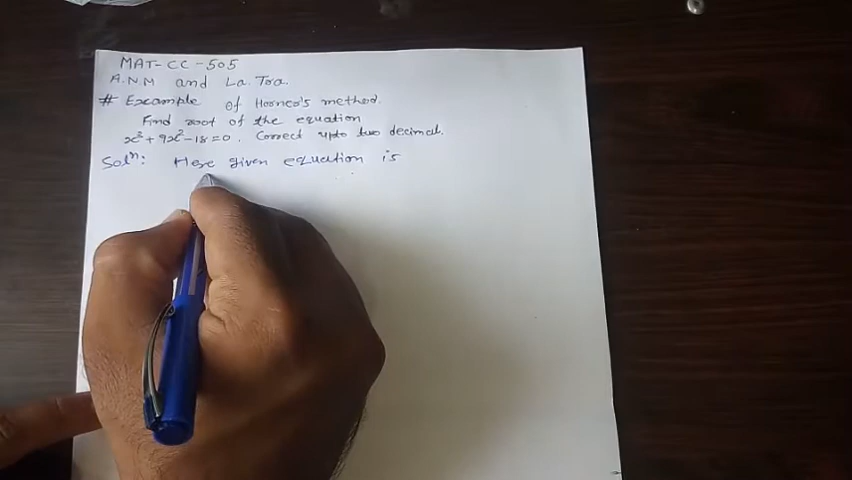 MAT-CC-505
A.N.M and La. Tra.
# Example of Horner's method.
Find root of the equation
x³+9x²-18=0. Correct upto two decimal.
Solⁿ: Here given equation is